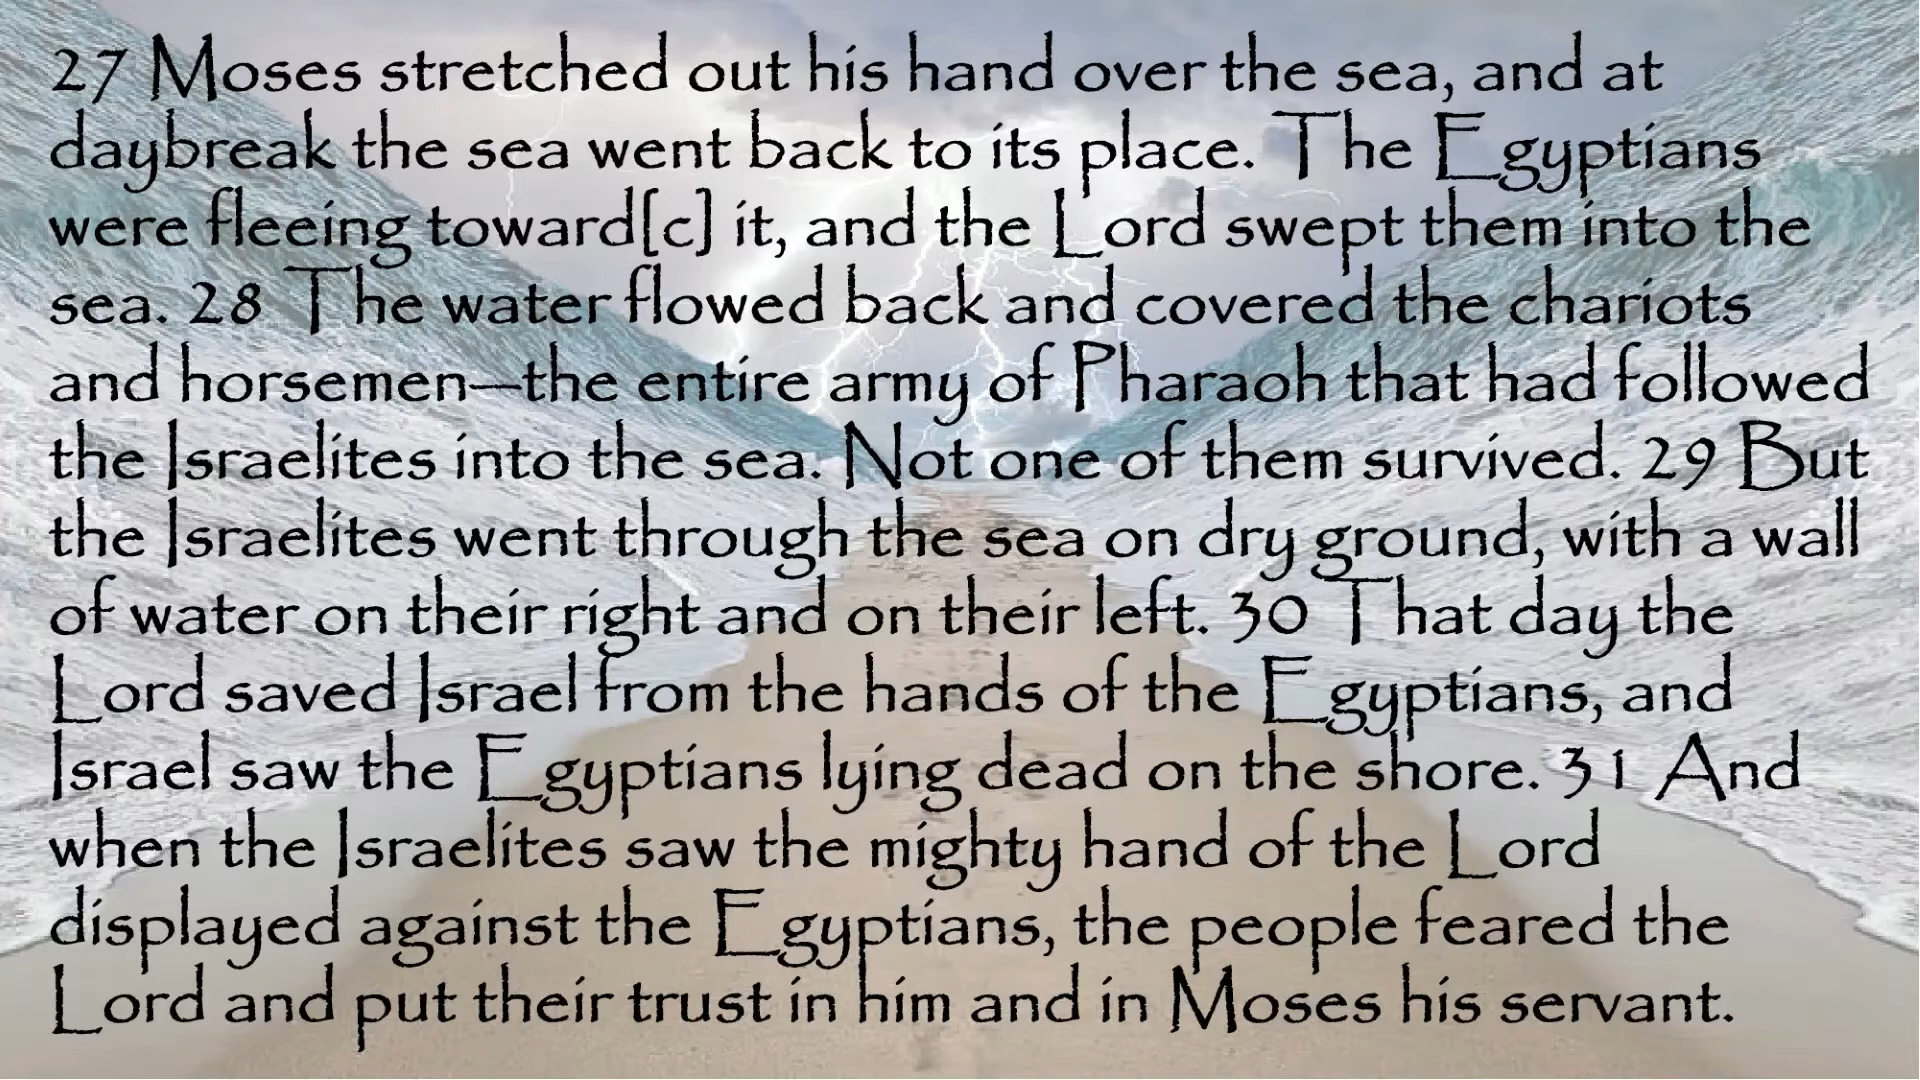 27 Moses stretched out his hand over the sea, and at
daybreak the sea went back to its place. The Egyptians
were fleeing toward[c] it, and the Lord swept them into the
sea. 28 The water flowed back and covered the chariots
and horsemen—the entire army of Pharaoh that had followed
the Israelites into the sea. Not one of them survived. 29 But
the Israelites went through the sea on dry ground, with a wall
of water on their right and on their left. 30 That day the
Lord saved Israel from the hands of the Egyptians, and
Israel saw the Egyptians lying dead on the shore. 31 And
when the Israelites saw the mighty hand of the Lord
displayed against the Egyptians, the people feared the
Lord and put their trust in him and in Moses his servant.